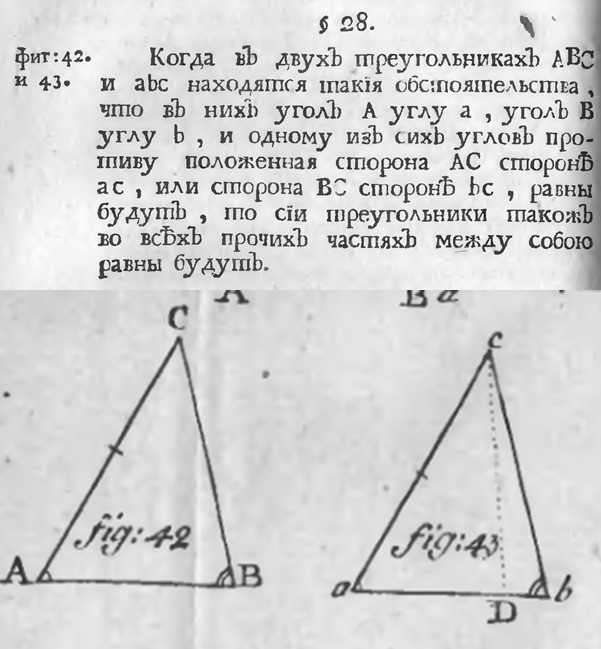 § 28.
фиг: 42.
и 43.
Когда въ двухъ треугольникахъ ABC
и abc находятся такїя обстоятельства ,
что въ нихъ уголъ A углу a , уголъ B
углу b , и одному изъ сихъ угловъ про-
тиву положенная сторона AC сторонѣ
ac , или сторона BC сторонѣ bc , равны
будутъ , то сїи треугольники такожъ
во всѣхъ прочихъ частяхъ между собою
равны будутъ.
A B a
C c
fig: 42 fig: 43
A B a b
D